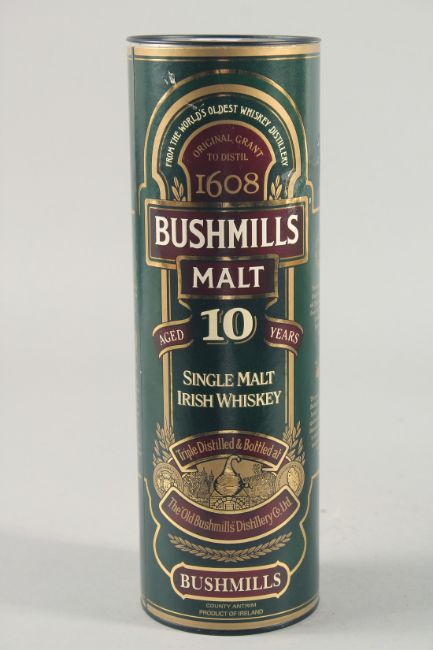 FROM THE WORLD'S OLDEST WHISKEY DISTILLERY
ORIGINAL GRANT
TO DISTIL
1608
BUSHMILLS
MALT
AGED 10 YEARS
SINGLE MALT
IRISH WHISKEY
Triple Distilled & Bottled at
The "Old Bushmills" Distillery Co. Ltd.
BUSHMILLS
COUNTY ANTRIM
PRODUCT OF IRELAND